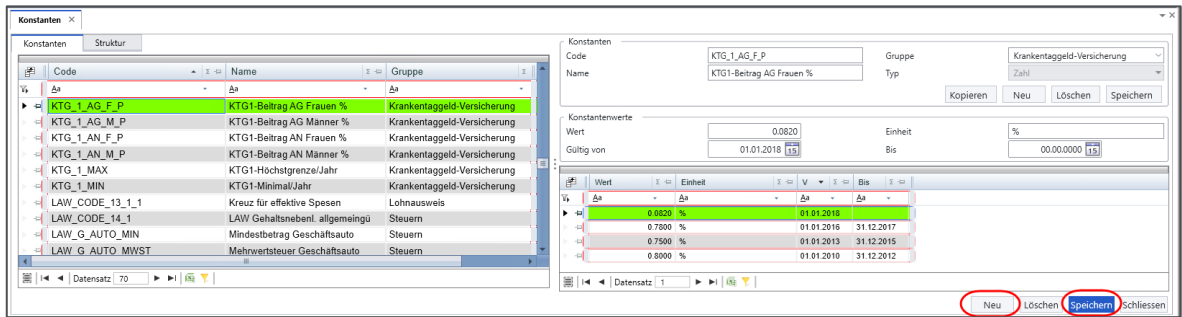 Konstanten ×
Konstanten Struktur
Code Name Gruppe
Aa Aa Aa
KTG_1_AG_F_P KTG1-Beitrag AG Frauen % Krankentaggeld-Versicherung
KTG_1_AG_M_P KTG1-Beitrag AG Männer % Krankentaggeld-Versicherung
KTG_1_AN_F_P KTG1-Beitrag AN Frauen % Krankentaggeld-Versicherung
KTG_1_AN_M_P KTG1-Beitrag AN Männer % Krankentaggeld-Versicherung
KTG_1_MAX KTG1-Höchstgrenze/Jahr Krankentaggeld-Versicherung
KTG_1_MIN KTG1-Minimal/Jahr Krankentaggeld-Versicherung
LAW_CODE_13_1_1 Kreuz für effektive Spesen Lohnausweis
LAW_CODE_14_1 LAW Gehaltsnebenl. allgemeingü Steuern
LAW_G_AUTO_MIN Mindestbetrag Geschäftsauto Steuern
LAW_G_AUTO_MWST Mehrwertsteuer Geschäftsauto Steuern
Datensatz 70
Konstanten
Code KTG_1_AG_F_P Gruppe Krankentaggeld-Versicherung
Name KTG1-Beitrag AG Frauen % Typ Zahl
Kopieren Neu Löschen Speichern
Konstantenwerte
Wert 0.0820 Einheit %
Gültig von 01.01.2018 15 Bis 00.00.0000 15
Wert Einheit V Bis
Aa Aa Aa Aa
0.0820 % 01.01.2018
0.7800 % 01.01.2016 31.12.2017
0.7500 % 01.01.2013 31.12.2015
0.8000 % 01.01.2010 31.12.2012
Datensatz 1
Neu Löschen Speichern Schliessen